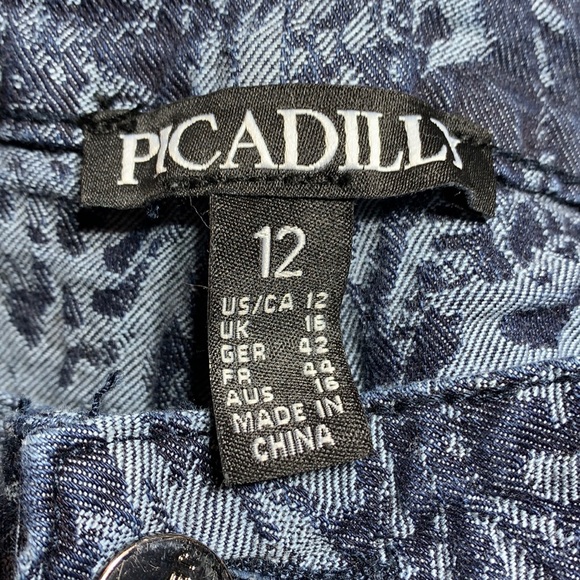 PICADILLY
12
US/CA 12
UK 16
GER 42
FR 44
AUS 16
MADE IN
CHINA